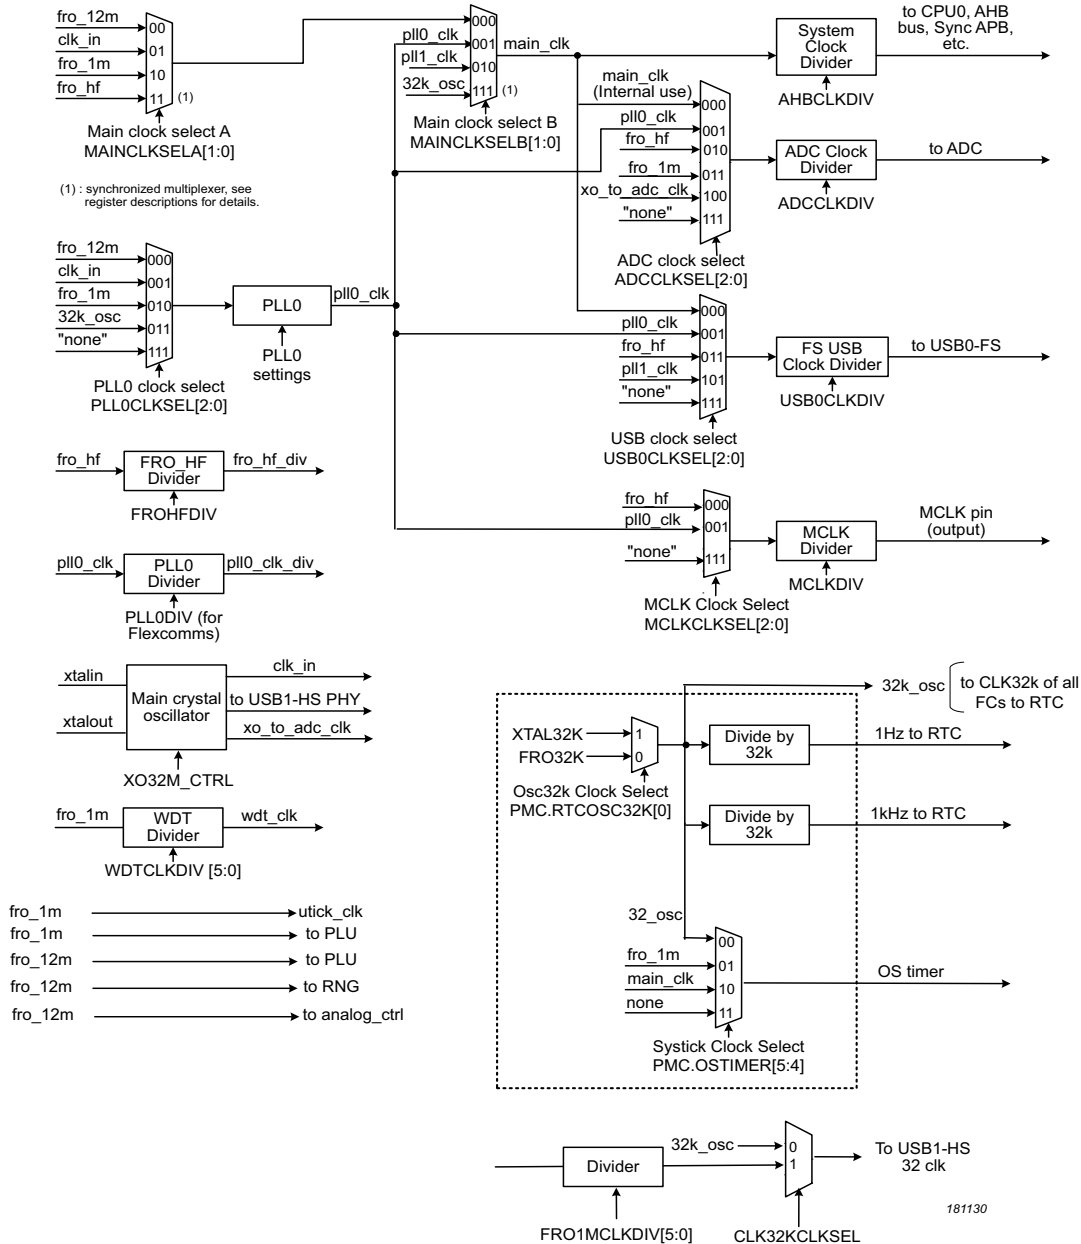 fro_12m
clk_in
fro_1m
fro_hf
00
01
10
11
(1)
Main clock select A
MAINCLKSELA[1:0]
(1) : synchronized multiplexer, see
register descriptions for details.
pll0_clk
pll1_clk
32k_osc
000
001
010
111
(1)
main_clk
Main clock select B
MAINCLKSELB[1:0]
System
Clock
Divider
AHBCLKDIV
to CPU0, AHB
bus, Sync APB,
etc.
main_clk
(Internal use)
pll0_clk
fro_hf
fro_1m
xo_to_adc_clk
"none"
000
001
010
011
100
111
ADC clock select
ADCCLKSEL[2:0]
ADC Clock
Divider
ADCCLKDIV
to ADC
fro_12m
clk_in
fro_1m
32k_osc
"none"
000
001
010
011
111
PLL0 clock select
PLL0CLKSEL[2:0]
PLL0
PLL0
settings
pll0_clk
pll0_clk
fro_hf
pll1_clk
"none"
000
001
011
101
111
USB clock select
USB0CLKSEL[2:0]
FS USB
Clock Divider
USB0CLKDIV
to USB0-FS
fro_hf
FRO_HF
Divider
fro_hf_div
FROHFDIV
fro_hf
pll0_clk
"none"
000
001
111
MCLK Clock Select
MCLKCLKSEL[2:0]
MCLK
Divider
MCLKDIV
MCLK pin
(output)
pll0_clk
PLL0
Divider
pll0_clk_div
PLL0DIV (for
Flexcomms)
xtalin
xtalout
Main crystal
oscillator
clk_in
to USB1-HS PHY
xo_to_adc_clk
XO32M_CTRL
fro_1m
WDT
Divider
wdt_clk
WDTCLKDIV [5:0]
fro_1m
utick_clk
fro_1m
to PLU
fro_12m
to PLU
fro_12m
to RNG
fro_12m
to analog_ctrl
32k_osc
to CLK32k of all
FCs to RTC
XTAL32K
FRO32K
1
0
Osc32k Clock Select
PMC.RTCOSC32K[0]
Divide by
32k
1Hz to RTC
Divide by
32k
1kHz to RTC
32_osc
fro_1m
main_clk
none
00
01
10
11
Systick Clock Select
PMC.OSTIMER[5:4]
OS timer
Divider
FRO1MCLKDIV[5:0]
32k_osc
0
1
CLK32KCLKSEL
To USB1-HS
32 clk
181130